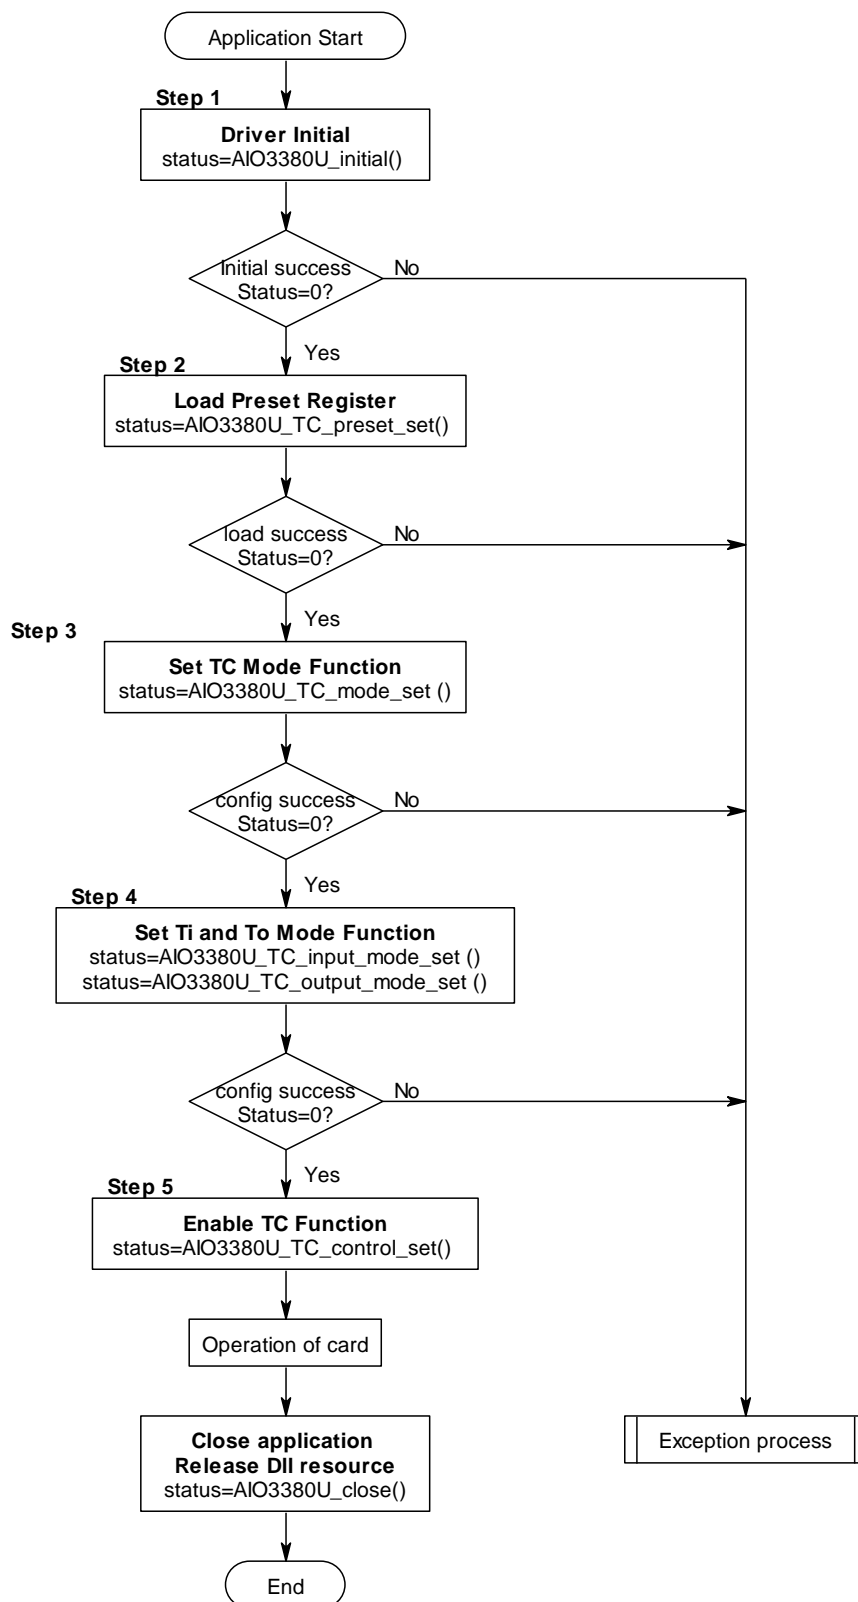 Application Start
Step 1
Driver Initial
status=AIO3380U_initial()
Initial success
Status=0?
No
Yes
Step 2
Load Preset Register
status=AIO3380U_TC_preset_set()
load success
Status=0?
No
Yes
Step 3
Set TC Mode Function
status=AIO3380U_TC_mode_set ()
config success
Status=0?
No
Yes
Step 4
Set Ti and To Mode Function
status=AIO3380U_TC_input_mode_set ()
status=AIO3380U_TC_output_mode_set ()
config success
Status=0?
No
Yes
Step 5
Enable TC Function
status=AIO3380U_TC_control_set()
Operation of card
Close application
Release Dll resource
status=AIO3380U_close()
Exception process
End